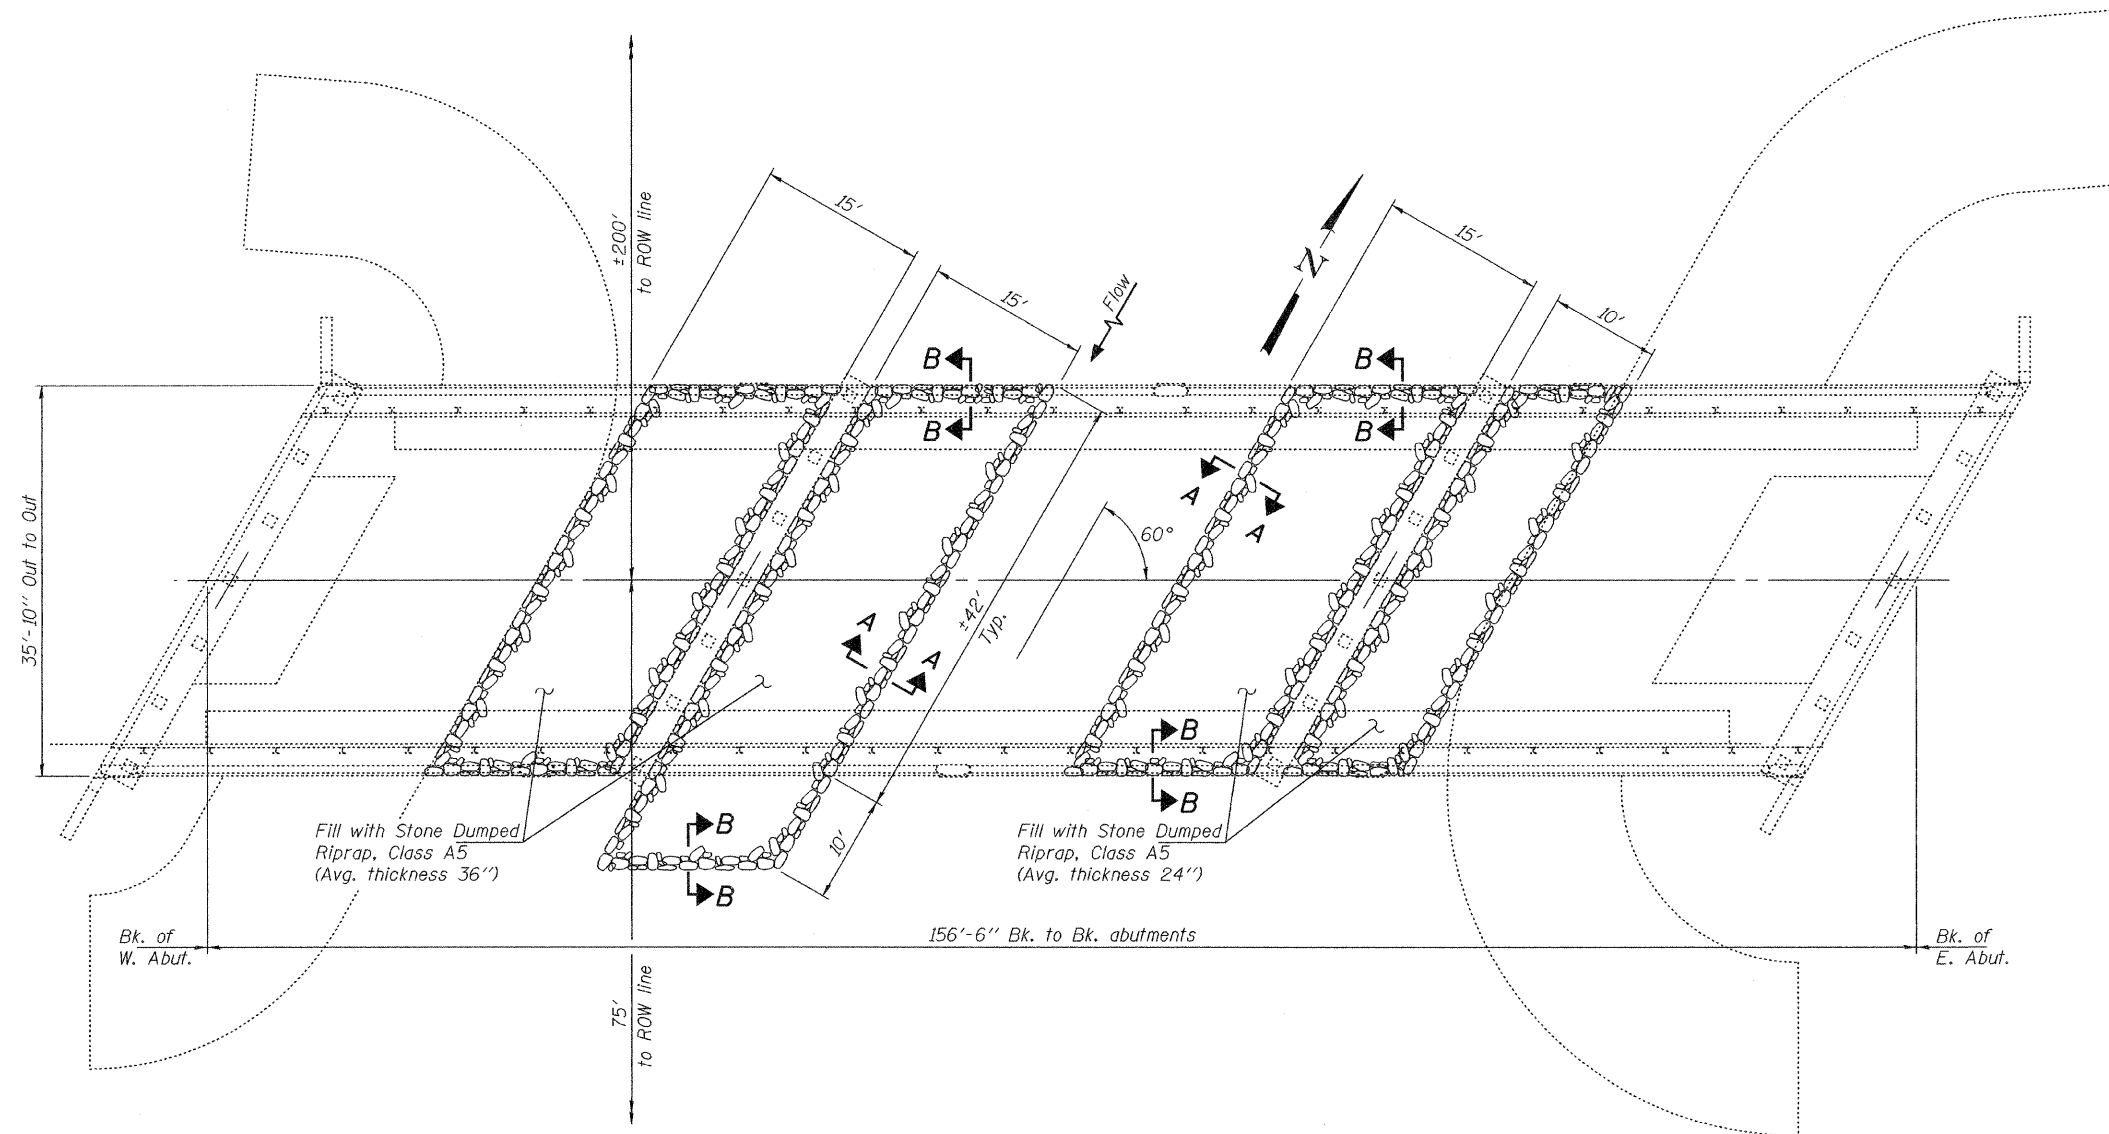 ±200'
to ROW line
15'
15'
Flow
N
15'
10'
B
B
B
B
A
A
60°
35'-10" Out to Out
±42'
Typ.
A
A
B
B
B
B
10'
Fill with Stone Dumped
Riprap, Class A5
(Avg. thickness 36")
Fill with Stone Dumped
Riprap, Class A5
(Avg. thickness 24")
Bk. of
W. Abut.
156'-6" Bk. to Bk. abutments
Bk. of
E. Abut.
75'
to ROW line